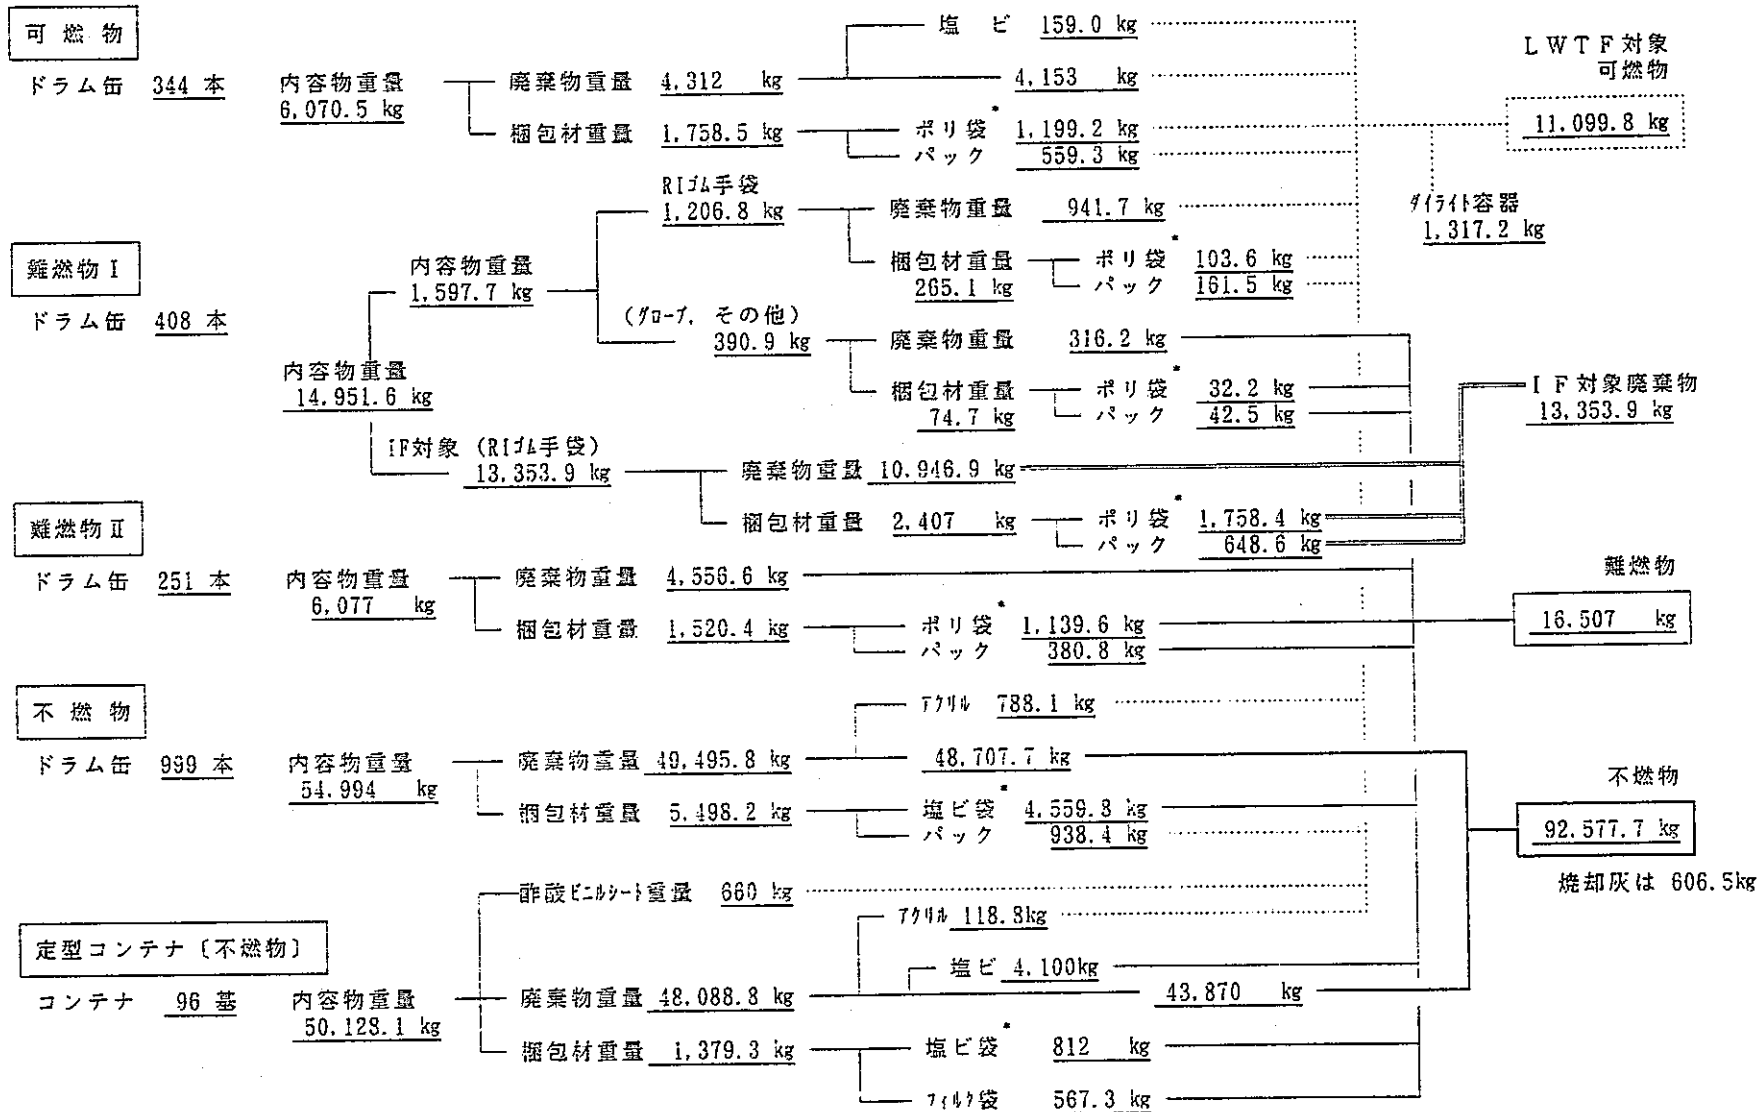 可燃物
ドラム缶 344 本 内容物重量 6,070.5 kg
廃棄物重量 4,312 kg
塩ビ 159.0 kg
4,153 kg
梱包材重量 1,758.5 kg
ポリ袋* 1,199.2 kg
パック 559.3 kg
LWTF対象
可燃物
11,099.8 kg
ダイライト容器
1,317.2 kg
難燃物Ⅰ
ドラム缶 408 本
内容物重量
14,951.6 kg
内容物重量
1,597.7 kg
RIゴム手袋
1,206.8 kg
廃棄物重量 941.7 kg
梱包材重量
265.1 kg
ポリ袋* 103.6 kg
パック 161.5 kg
(グローブ, その他)
390.9 kg
廃棄物重量 316.2 kg
梱包材重量
74.7 kg
ポリ袋* 32.2 kg
パック 42.5 kg
IF対象 (RIゴム手袋)
13,353.9 kg
廃棄物重量 10,946.9 kg
梱包材重量 2,407 kg
ポリ袋* 1,758.4 kg
パック 648.6 kg
IF対象廃棄物
13,353.9 kg
難燃物Ⅱ
ドラム缶 251 本
内容物重量
6,077 kg
廃棄物重量 4,556.6 kg
梱包材重量 1,520.4 kg
ポリ袋* 1,139.6 kg
パック 380.8 kg
難燃物
16.507 kg
不燃物
ドラム缶 999 本
内容物重量
54.994 kg
廃棄物重量 49,495.8 kg
アクリル 788.1 kg
48,707.7 kg
梱包材重量 5,498.2 kg
塩ビ袋* 4,559.8 kg
パック 938.4 kg
不燃物
92.577.7 kg
焼却灰は 606.5kg
定型コンテナ〔不燃物〕
コンテナ 96 基
内容物重量
50,128.1 kg
酢酸ビニルシート重量 660 kg
廃棄物重量 48,088.8 kg
アクリル 118.8kg
塩ビ 4.100kg
43,870 kg
梱包材重量 1,379.3 kg
塩ビ袋* 812 kg
フィルタ袋 567.3 kg